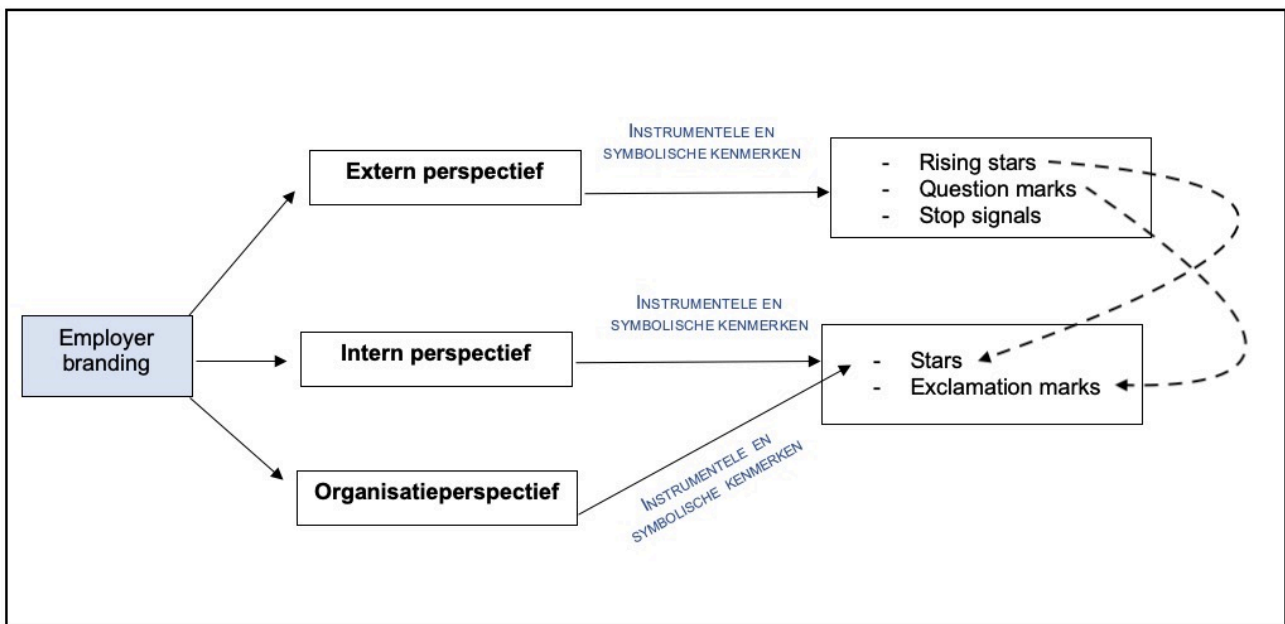 INSTRUMENTELE EN
SYMBOLISCHE KENMERKEN
Extern perspectief
- Rising stars
- Question marks
- Stop signals
INSTRUMENTELE EN
SYMBOLISCHE KENMERKEN
Employer
branding
Intern perspectief
- Stars
- Exclamation marks
INSTRUMENTELE EN
SYMBOLISCHE KENMERKEN
Organisatieperspectief